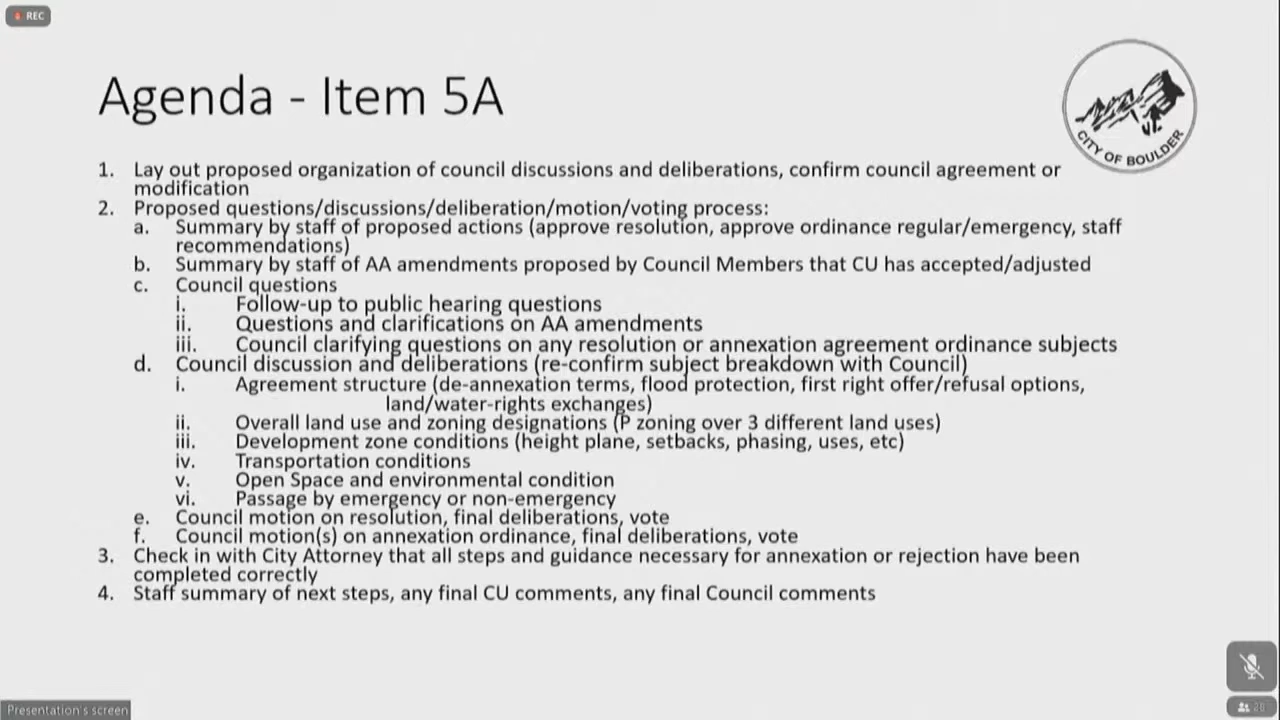 REC
Agenda - Item 5A
CITY OF BOULDER
1. Lay out proposed organization of council discussions and deliberations, confirm council agreement or
modification
2. Proposed questions/discussions/deliberation/motion/voting process:
a. Summary by staff of proposed actions (approve resolution, approve ordinance regular/emergency, staff
recommendations)
b. Summary by staff of AA amendments proposed by Council Members that CU has accepted/adjusted
c. Council questions
i. Follow-up to public hearing questions
ii. Questions and clarifications on AA amendments
iii. Council clarifying questions on any resolution or annexation agreement ordinance subjects
d. Council discussion and deliberations (re-confirm subject breakdown with Council)
i. Agreement structure (de-annexation terms, flood protection, first right offer/refusal options,
land/water-rights exchanges)
ii. Overall land use and zoning designations (P zoning over 3 different land uses)
iii. Development zone conditions (height plane, setbacks, phasing, uses, etc)
iv. Transportation conditions
v. Open Space and environmental condition
vi. Passage by emergency or non-emergency
e. Council motion on resolution, final deliberations, vote
f. Council motion(s) on annexation ordinance, final deliberations, vote
3. Check in with City Attorney that all steps and guidance necessary for annexation or rejection have been
completed correctly
4. Staff summary of next steps, any final CU comments, any final Council comments
Presentation's screen